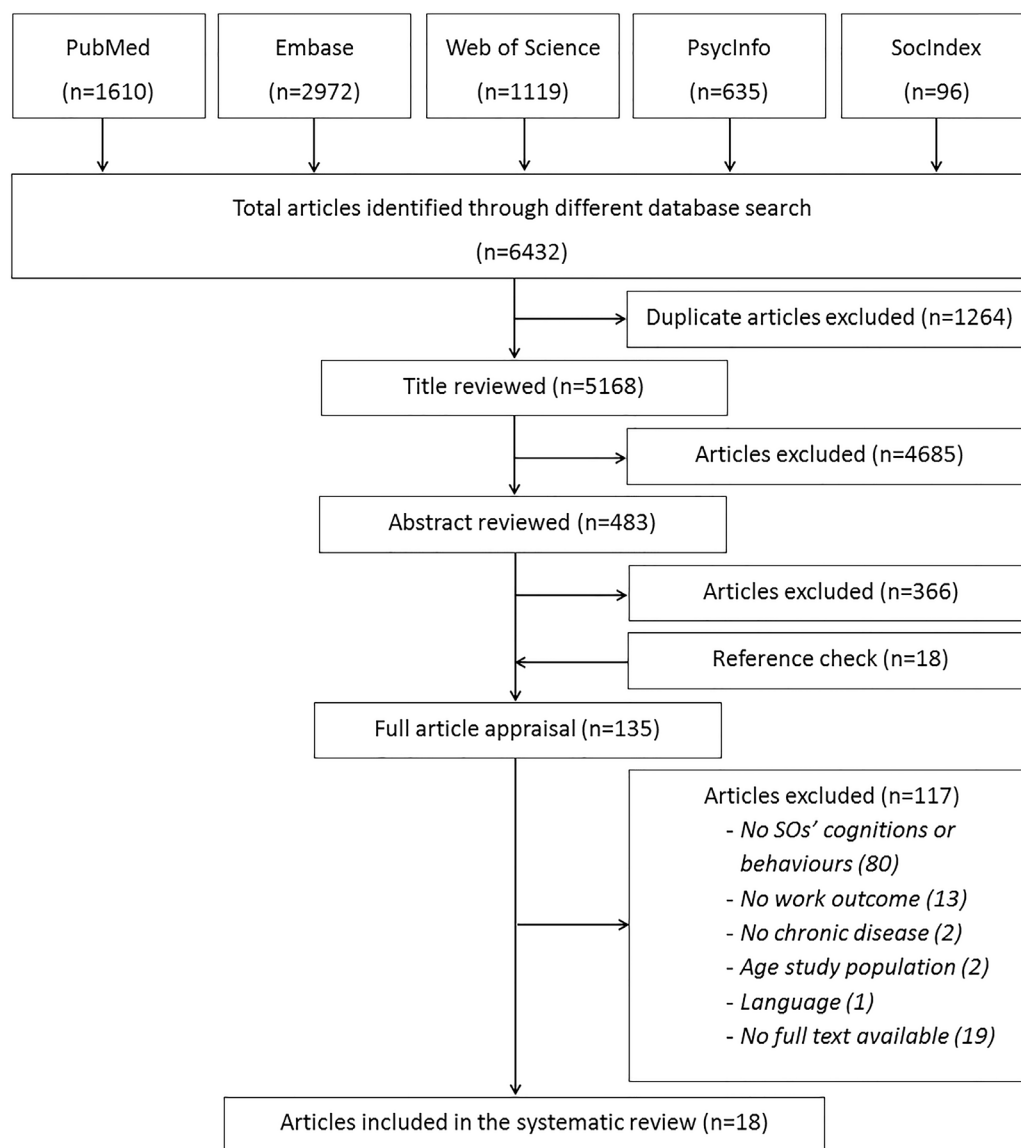 PubMed
(n=1610)
Embase
(n=2972)
Web of Science
(n=1119)
PsycInfo
(n=635)
SocIndex
(n=96)
Total articles identified through different database search
(n=6432)
Duplicate articles excluded (n=1264)
Title reviewed (n=5168)
Articles excluded (n=4685)
Abstract reviewed (n=483)
Articles excluded (n=366)
Reference check (n=18)
Full article appraisal (n=135)
Articles excluded (n=117)
- No SOs’ cognitions or
behaviours (80)
- No work outcome (13)
- No chronic disease (2)
- Age study population (2)
- Language (1)
- No full text available (19)
Articles included in the systematic review (n=18)